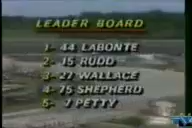 LEADER BOARD
1- 44 LABONTE
2- 15 RUDD
3- 27 WALLACE
4- 75 SHEPHERD
5- 7 PETTY